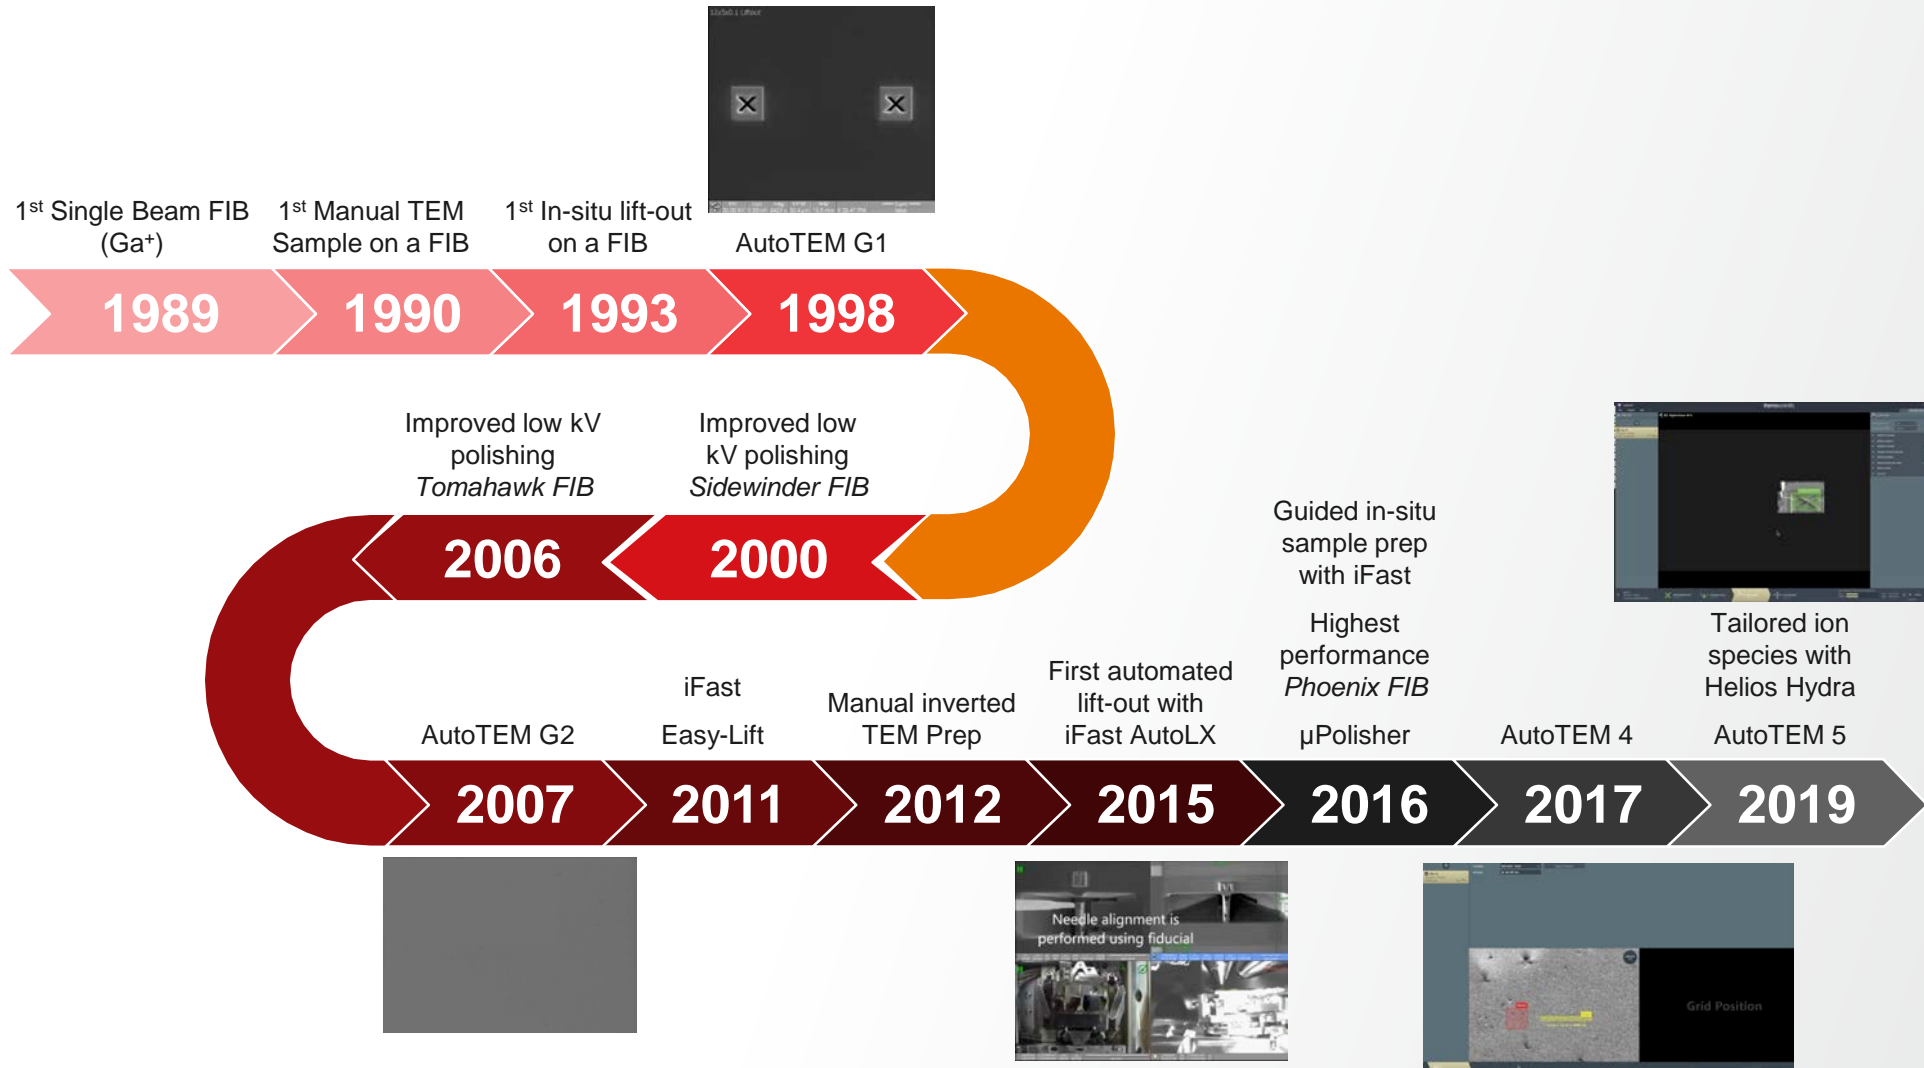 12x5x0.1 Liftout
1st Single Beam FIB
(Ga+)
1st Manual TEM
Sample on a FIB
1st In-situ lift-out
on a FIB
AutoTEM G1
1989
1990
1993
1998
Improved low kV
polishing
Tomahawk FIB
Improved low
kV polishing
Sidewinder FIB
2006
2000
AutoTEM G2
iFast
Easy-Lift
Manual inverted
TEM Prep
First automated
lift-out with
iFast AutoLX
Guided in-situ
sample prep
with iFast
Highest
performance
Phoenix FIB
µPolisher
AutoTEM 4
Tailored ion
species with
Helios Hydra
AutoTEM 5
2007
2011
2012
2015
2016
2017
2019
Needle alignment is
performed using fiducial
Grid Position